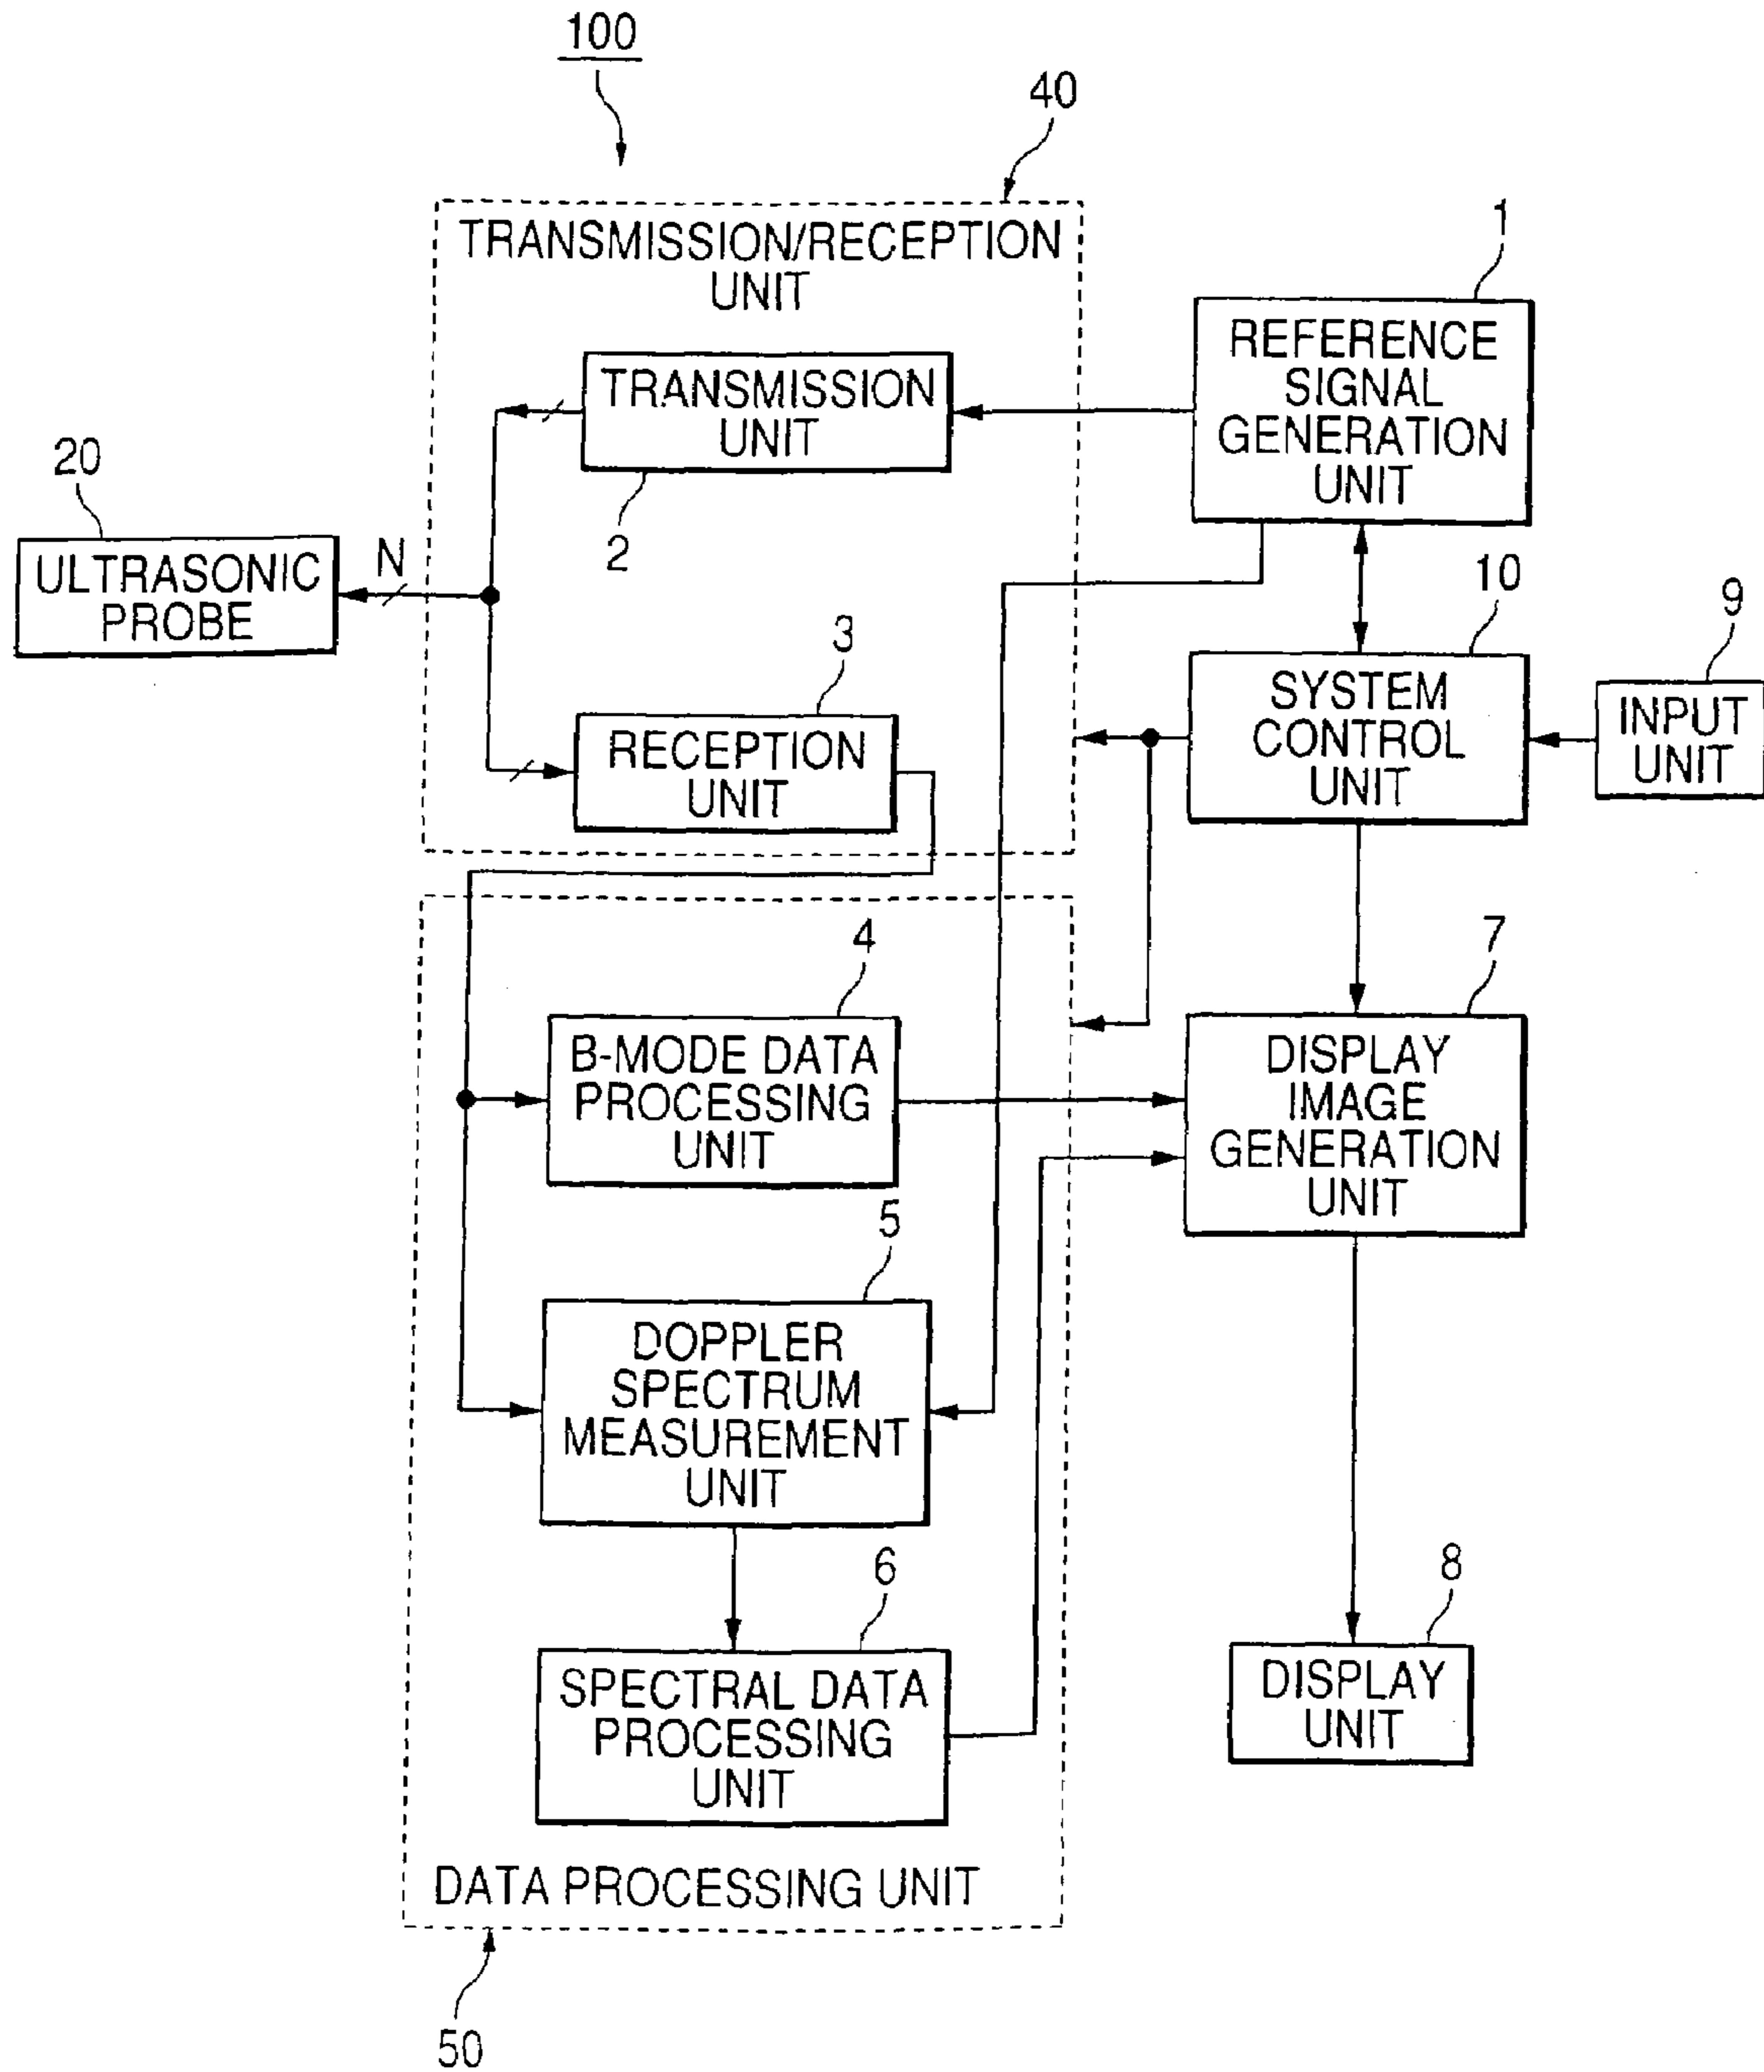 100
40
TRANSMISSION/RECEPTION
UNIT
1
REFERENCE
SIGNAL
GENERATION
UNIT
TRANSMISSION
UNIT
2
20
ULTRASONIC
PROBE
N
10
SYSTEM
CONTROL
UNIT
9
INPUT
UNIT
3
RECEPTION
UNIT
4
B-MODE DATA
PROCESSING
UNIT
7
DISPLAY
IMAGE
GENERATION
UNIT
5
DOPPLER
SPECTRUM
MEASUREMENT
UNIT
6
SPECTRAL DATA
PROCESSING
UNIT
8
DISPLAY
UNIT
DATA PROCESSING UNIT
50